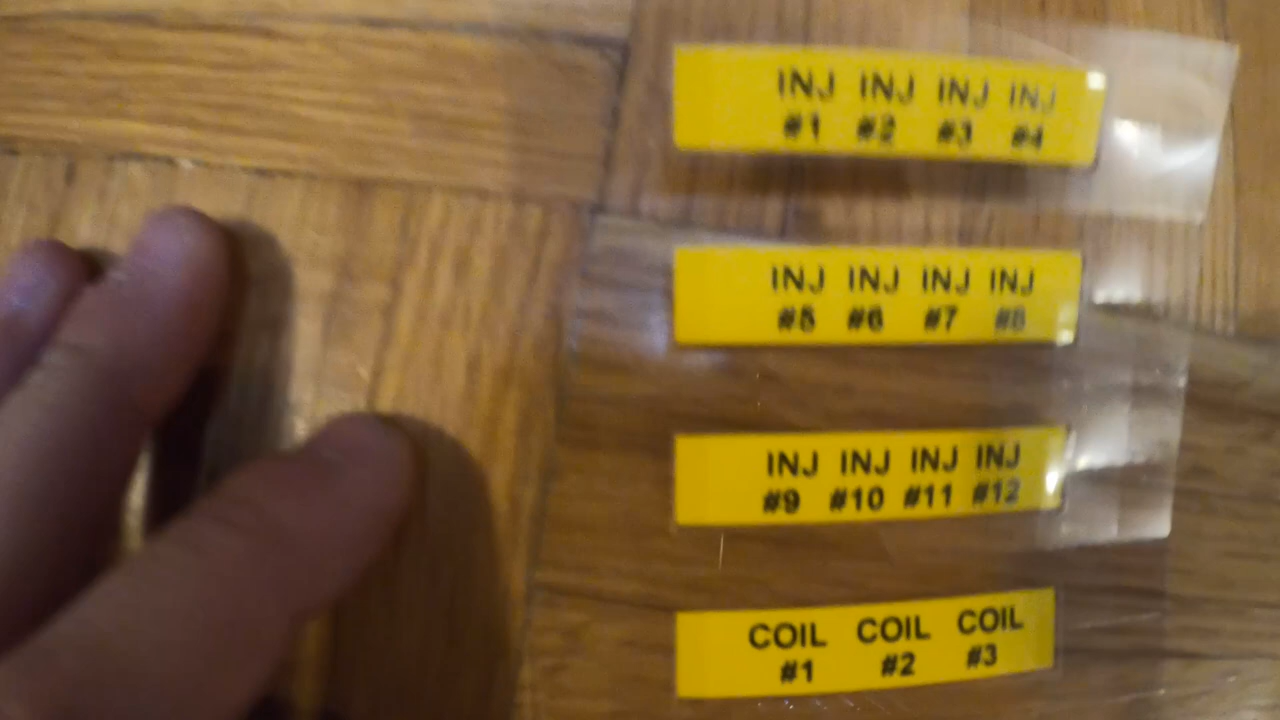 INJ INJ INJ INJ
#1 #2 #3 #4
INJ INJ INJ INJ
#5 #6 #7 #8
INJ INJ INJ INJ
#9 #10 #11 #12
COIL COIL COIL
#1 #2 #3